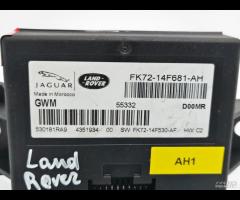 JAGUAR
LAND-ROVER
FK72-14F681-AH
Made in Morocco
GWM
55332
D00MR
530181RA9
4351934 00
SW FK72-14F530-AF
HW C2
Land
Rover
AH1